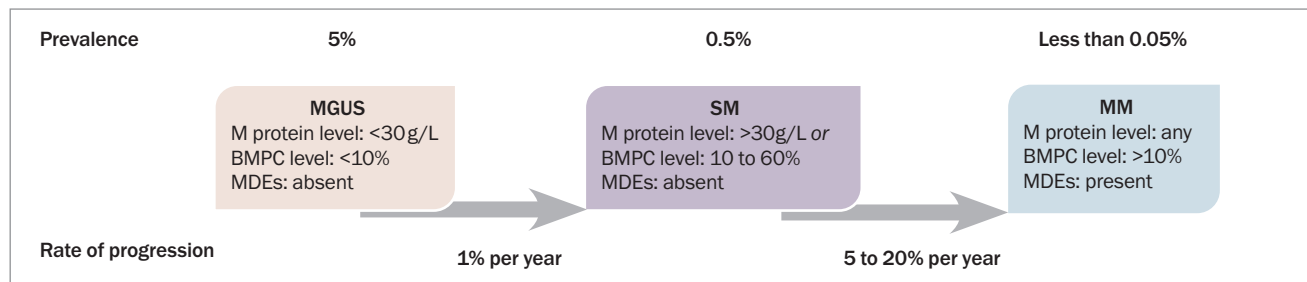 Prevalence 5% 0.5% Less than 0.05%
MGUS
M protein level: <30 g/L
BMPC level: <10%
MDEs: absent
SM
M protein level: >30g/L or
BMPC level: 10 to 60%
MDEs: absent
MM
M protein level: any
BMPC level: >10%
MDEs: present
Rate of progression 1% per year 5 to 20% per year